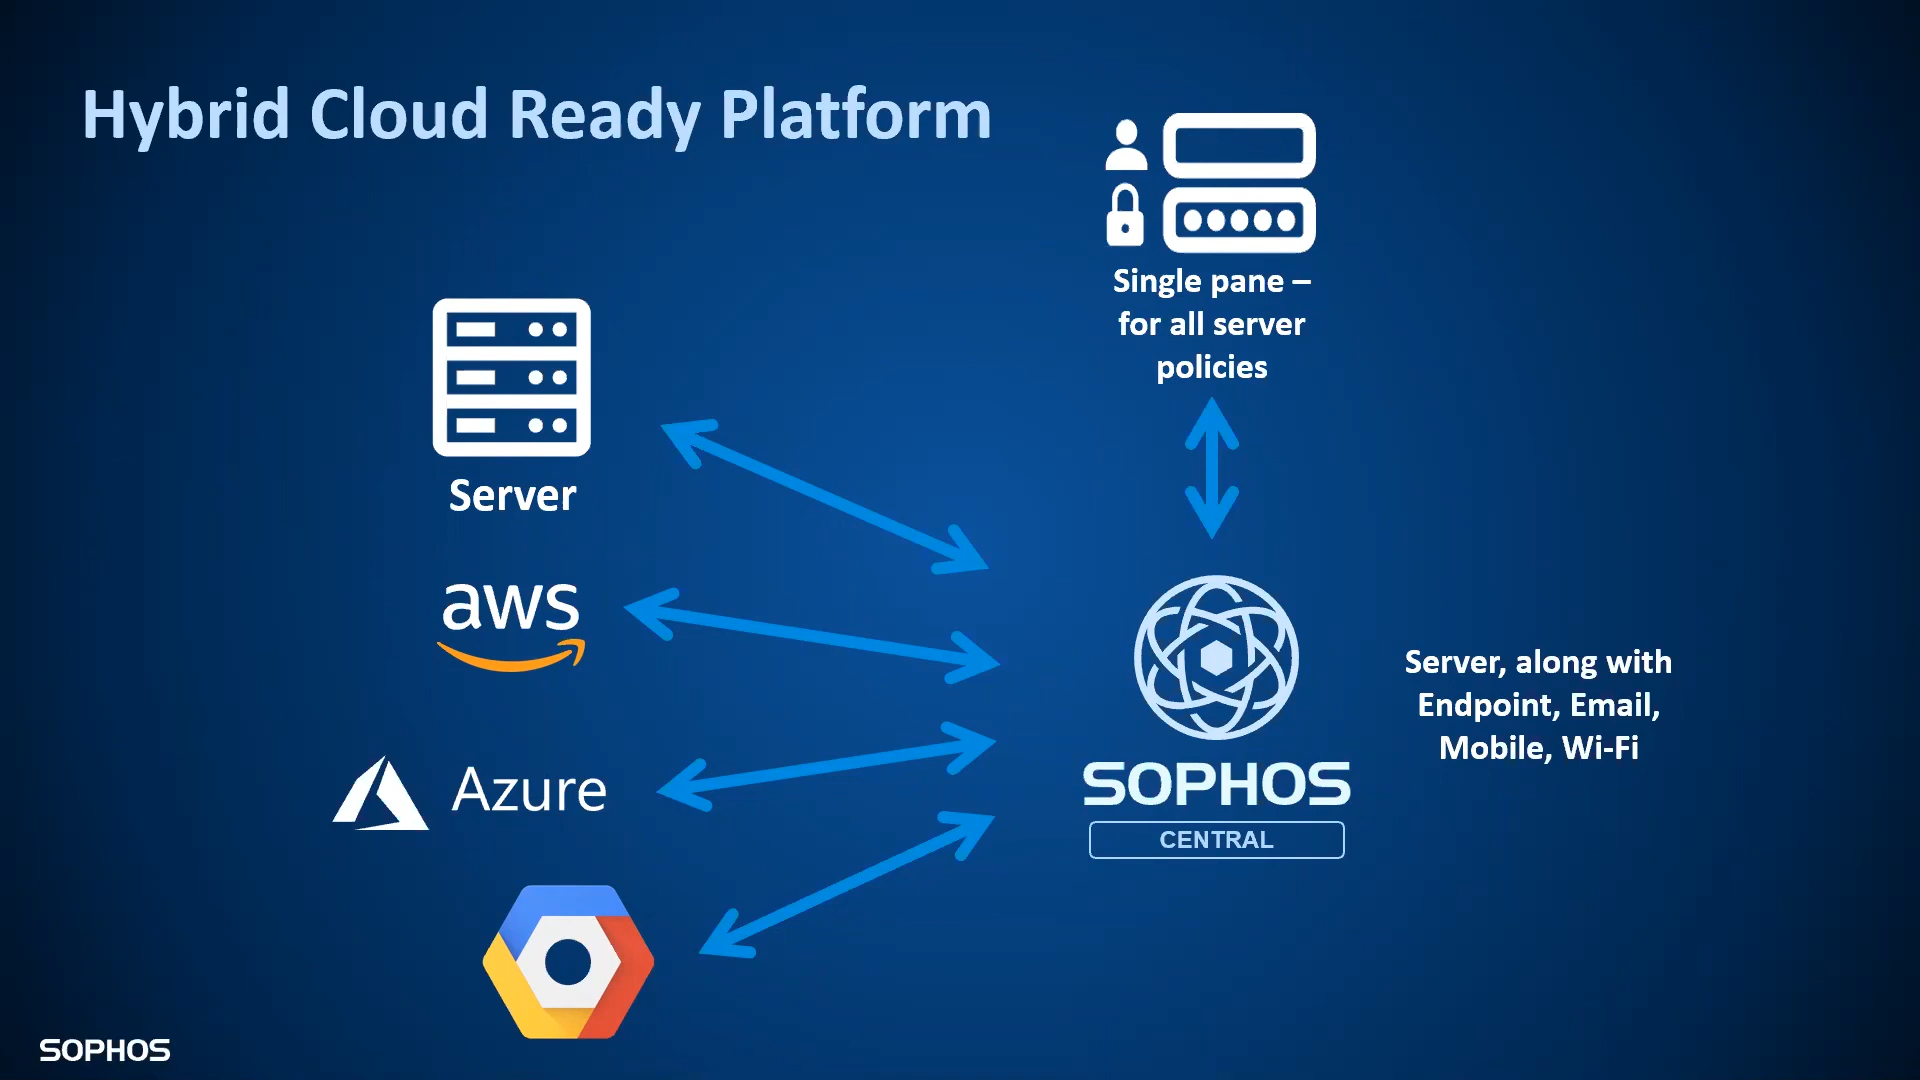 Hybrid Cloud Ready Platform
Single pane –
for all server
policies
Server
aws
Azure
SOPHOS
CENTRAL
Server, along with
Endpoint, Email,
Mobile, Wi-Fi
SOPHOS